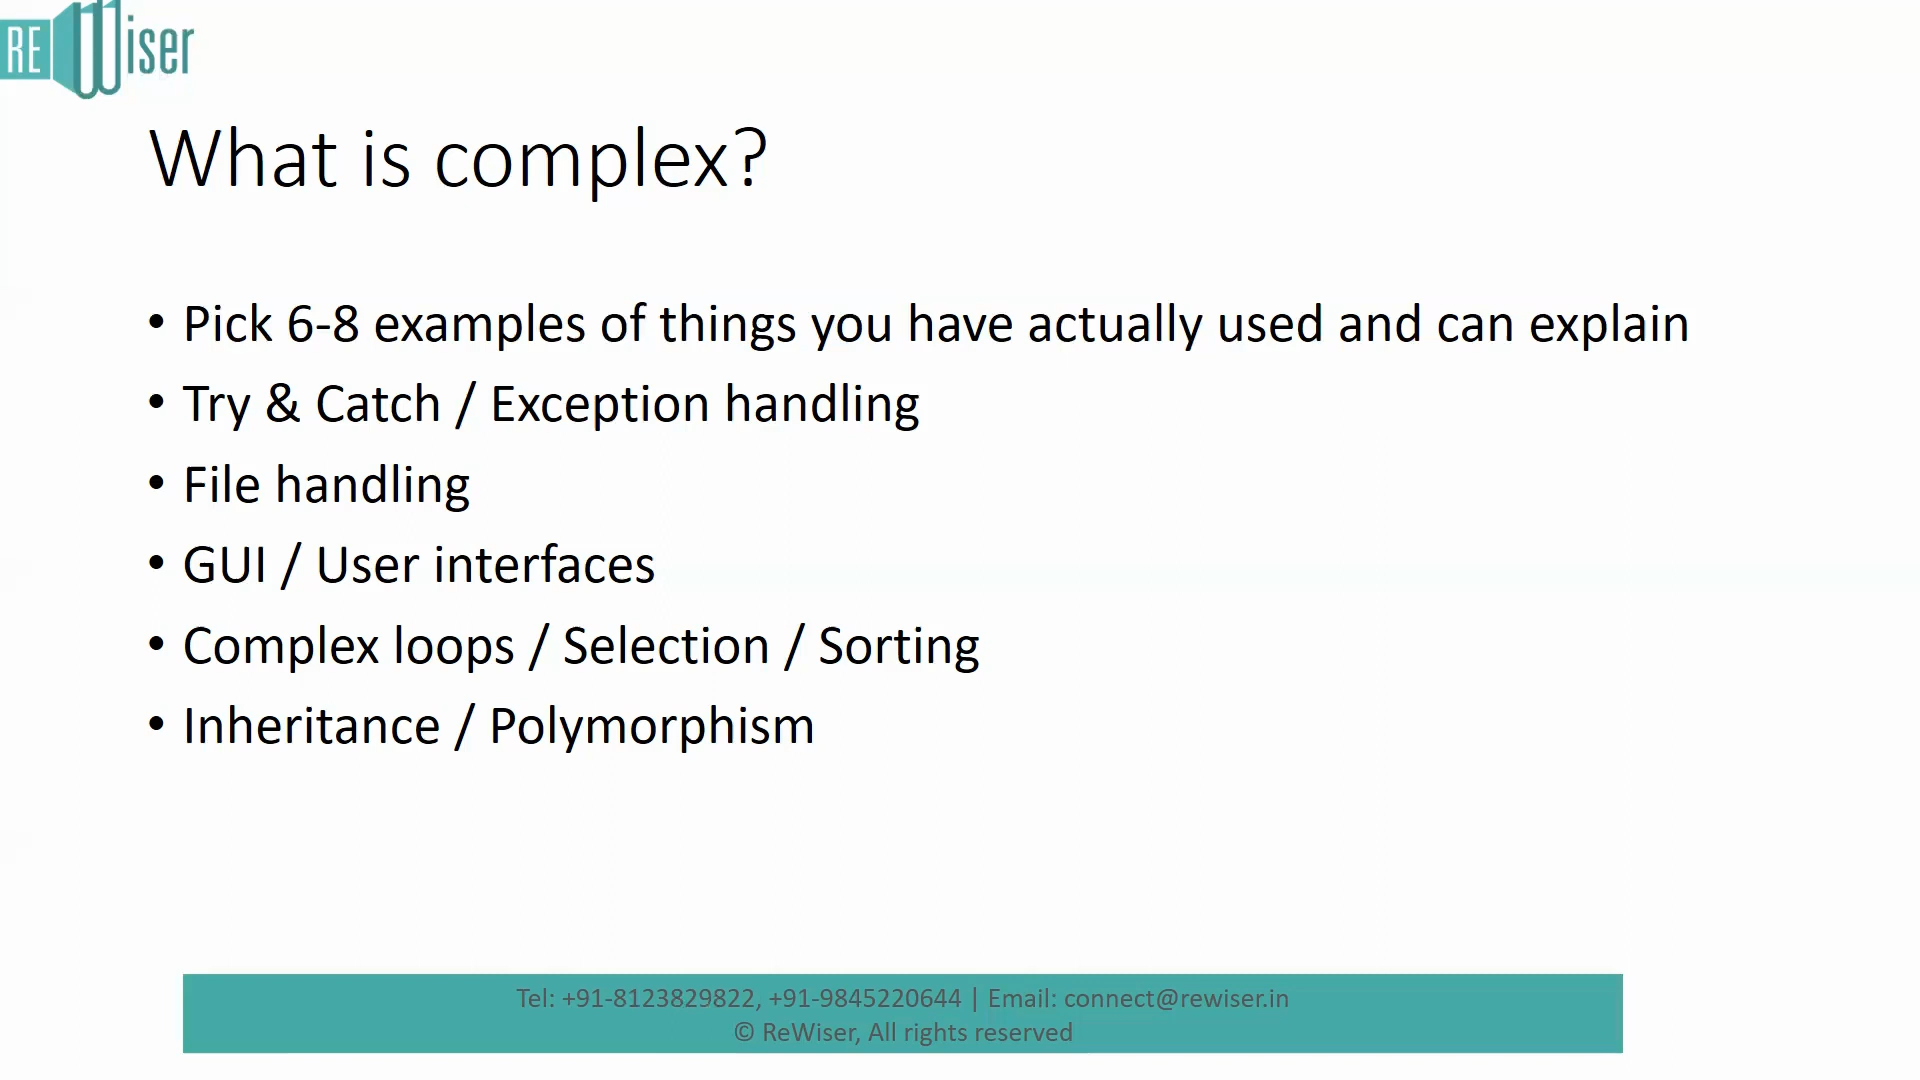 REWiser
What is complex?
• Pick 6-8 examples of things you have actually used and can explain
• Try & Catch / Exception handling
• File handling
• GUI / User interfaces
• Complex loops / Selection / Sorting
• Inheritance / Polymorphism
Tel: +91-8123829822, +91-9845220644 | Email: connect@rewiser.in
© ReWiser, All rights reserved